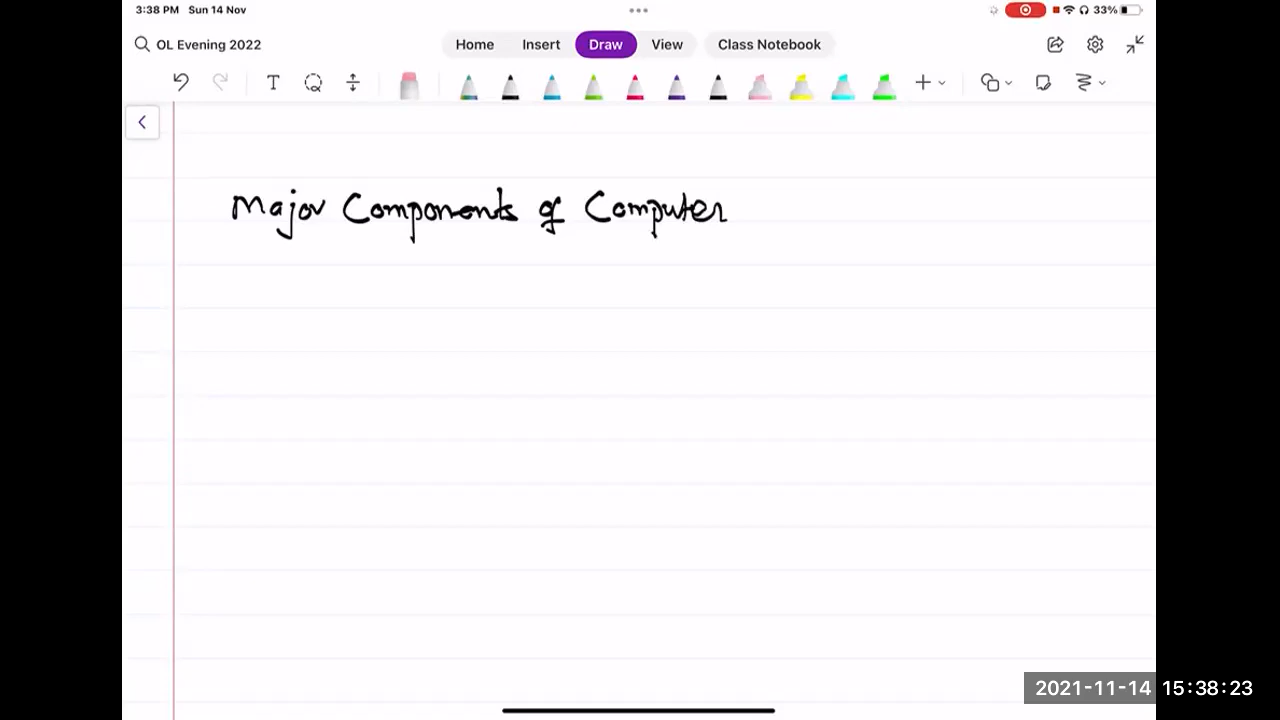 3:38 PM Sun 14 Nov 33%
OL Evening 2022 Home Insert Draw View Class Notebook
T
Major Components of Computer
2021-11-14 15:38:23